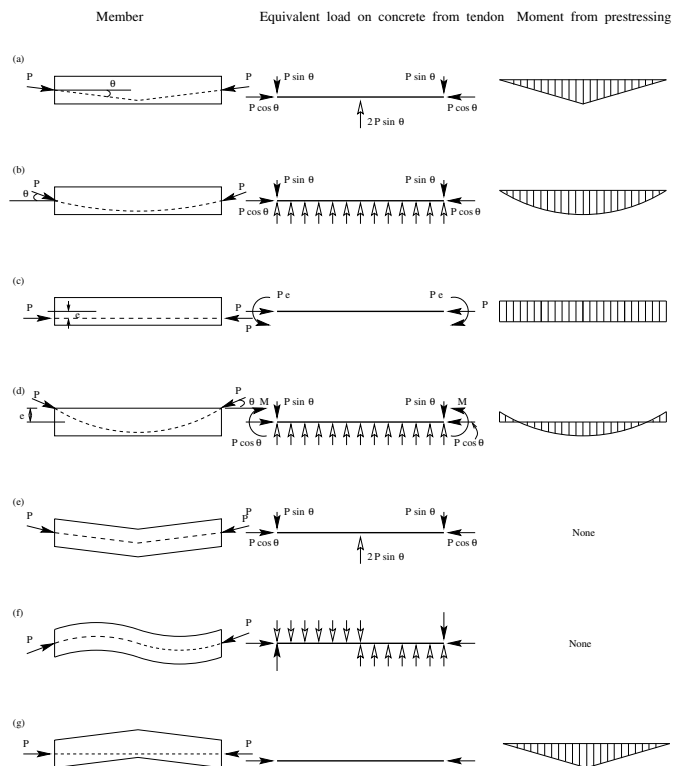 Member Equivalent load on concrete from tendon Moment from prestressing
(a)
P θ P P sin θ P sin θ
P cos θ P cos θ
2 P sin θ
(b)
θ P P P sin θ P sin θ
P cos θ P cos θ
(c)
P e P P e P e P
P
(d)
e P P θ M P sin θ P sin θ M
P cos θ P cos θ
(e)
P P P sin θ P sin θ
P
P cos θ P cos θ None
2 P sin θ
(f)
P P None
(g)
P P